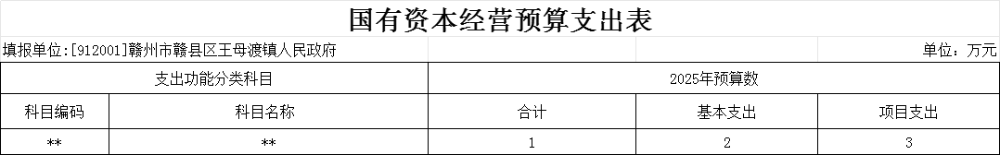 国有资本经营预算支出表
填报单位:[912001]赣州市赣县区王母渡镇人民政府 单位：万元
支出功能分类科目 2025年预算数
科目编码 科目名称 合计 基本支出 项目支出
** ** 1 2 3